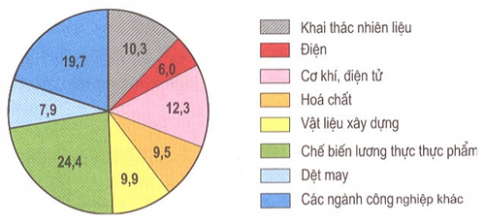 10,3
6,0
12,3
9,5
9,9
24,4
7,9
19,7
Khai thác nhiên liệu
Điện
Cơ khí, điện tử
Hoá chất
Vật liệu xây dựng
Chế biến lương thực thực phẩm
Dệt may
Các ngành công nghiệp khác